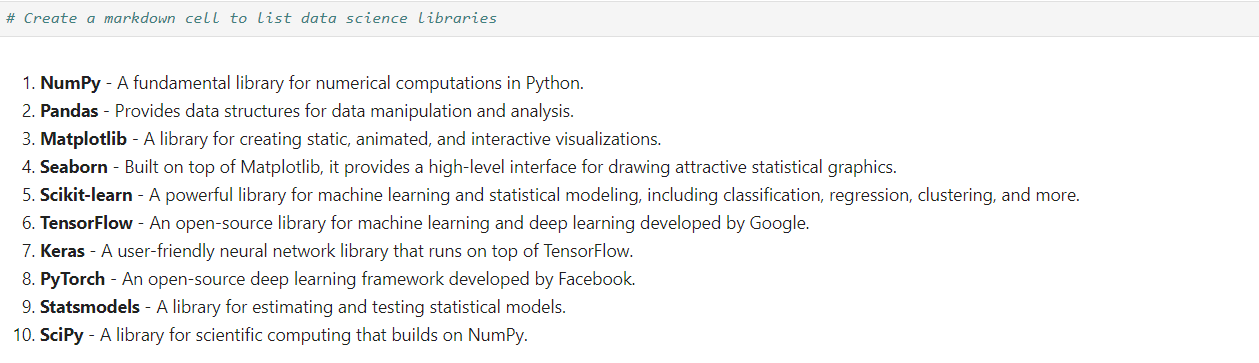 # Create a markdown cell to list data science libraries
1. NumPy - A fundamental library for numerical computations in Python.
2. Pandas - Provides data structures for data manipulation and analysis.
3. Matplotlib - A library for creating static, animated, and interactive visualizations.
4. Seaborn - Built on top of Matplotlib, it provides a high-level interface for drawing attractive statistical graphics.
5. Scikit-learn - A powerful library for machine learning and statistical modeling, including classification, regression, clustering, and more.
6. TensorFlow - An open-source library for machine learning and deep learning developed by Google.
7. Keras - A user-friendly neural network library that runs on top of TensorFlow.
8. PyTorch - An open-source deep learning framework developed by Facebook.
9. Statsmodels - A library for estimating and testing statistical models.
10. SciPy - A library for scientific computing that builds on NumPy.